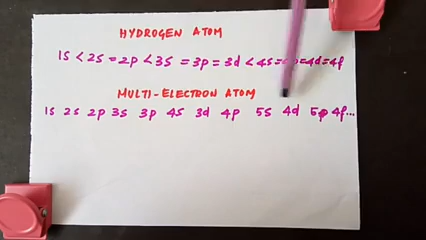 HYDROGEN ATOM
1S < 2S = 2p < 3S = 3p = 3d < 4S = =4d=4f
MULTI-ELECTRON ATOM
1S 2S 2p 3S 3p 4S 3d 4p 5S 4d 5p 4f...